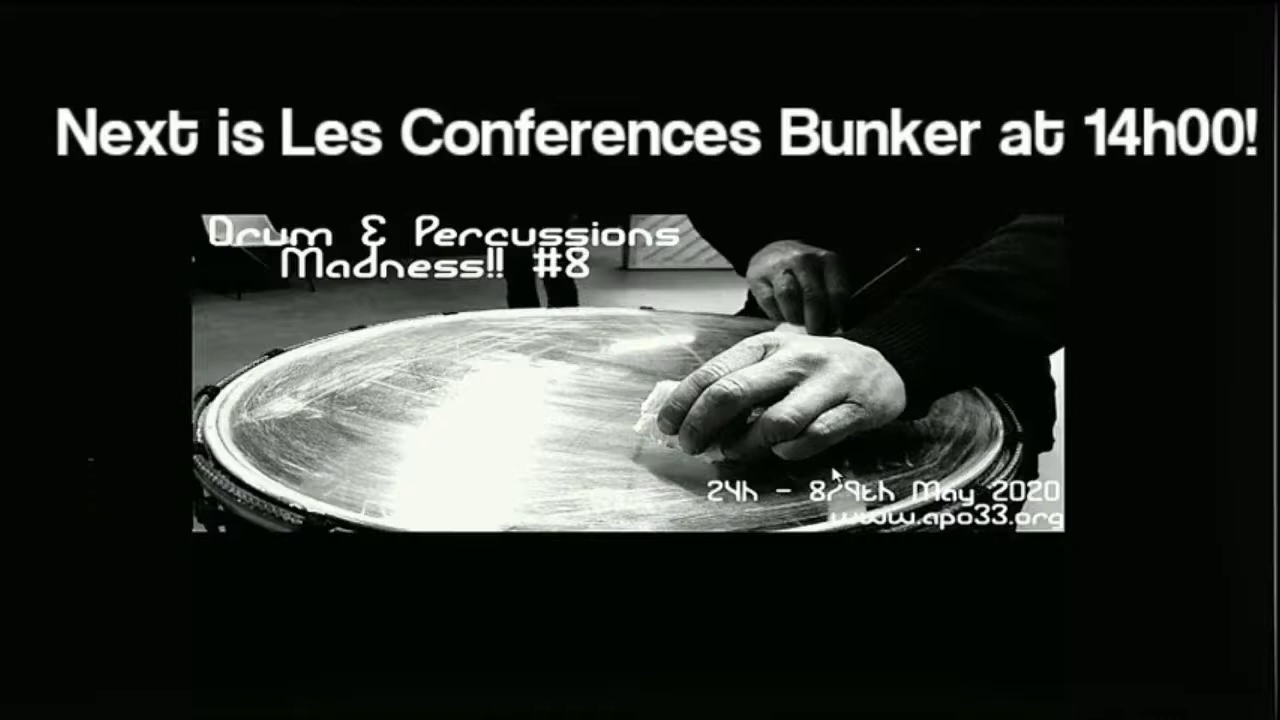 Next is Les Conferences Bunker at 14h00!
Drum & Percussions
Madness!! #8
24h - 8/9th May 2020
www.apo33.org